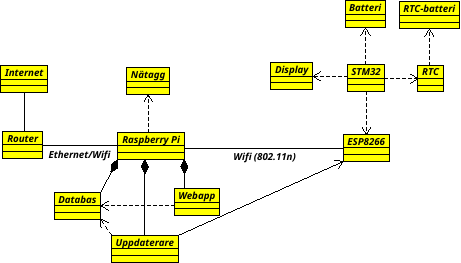 Batteri
RTC-batteri
Internet
Nätagg
Display
STM32
RTC
Router
Ethernet/Wifi
Raspberry Pi
Wifi (802.11n)
ESP8266
Databas
Webapp
Uppdaterare